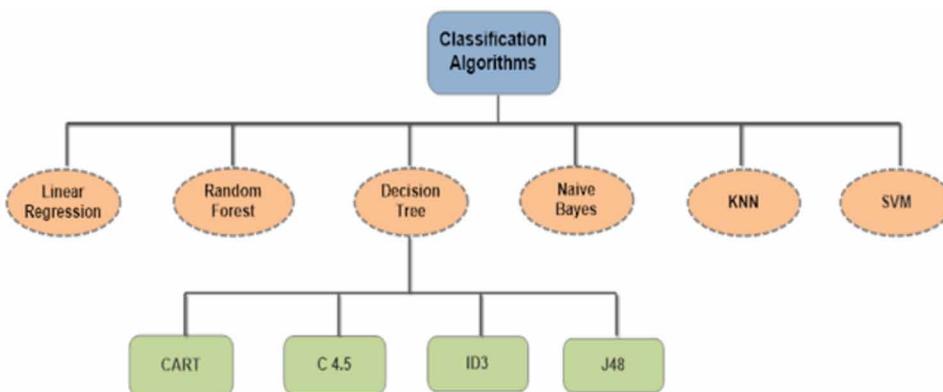 Classification
Algorithms
Linear
Regression
Random
Forest
Decision
Tree
Naive
Bayes
KNN
SVM
CART
C 4.5
ID3
J48